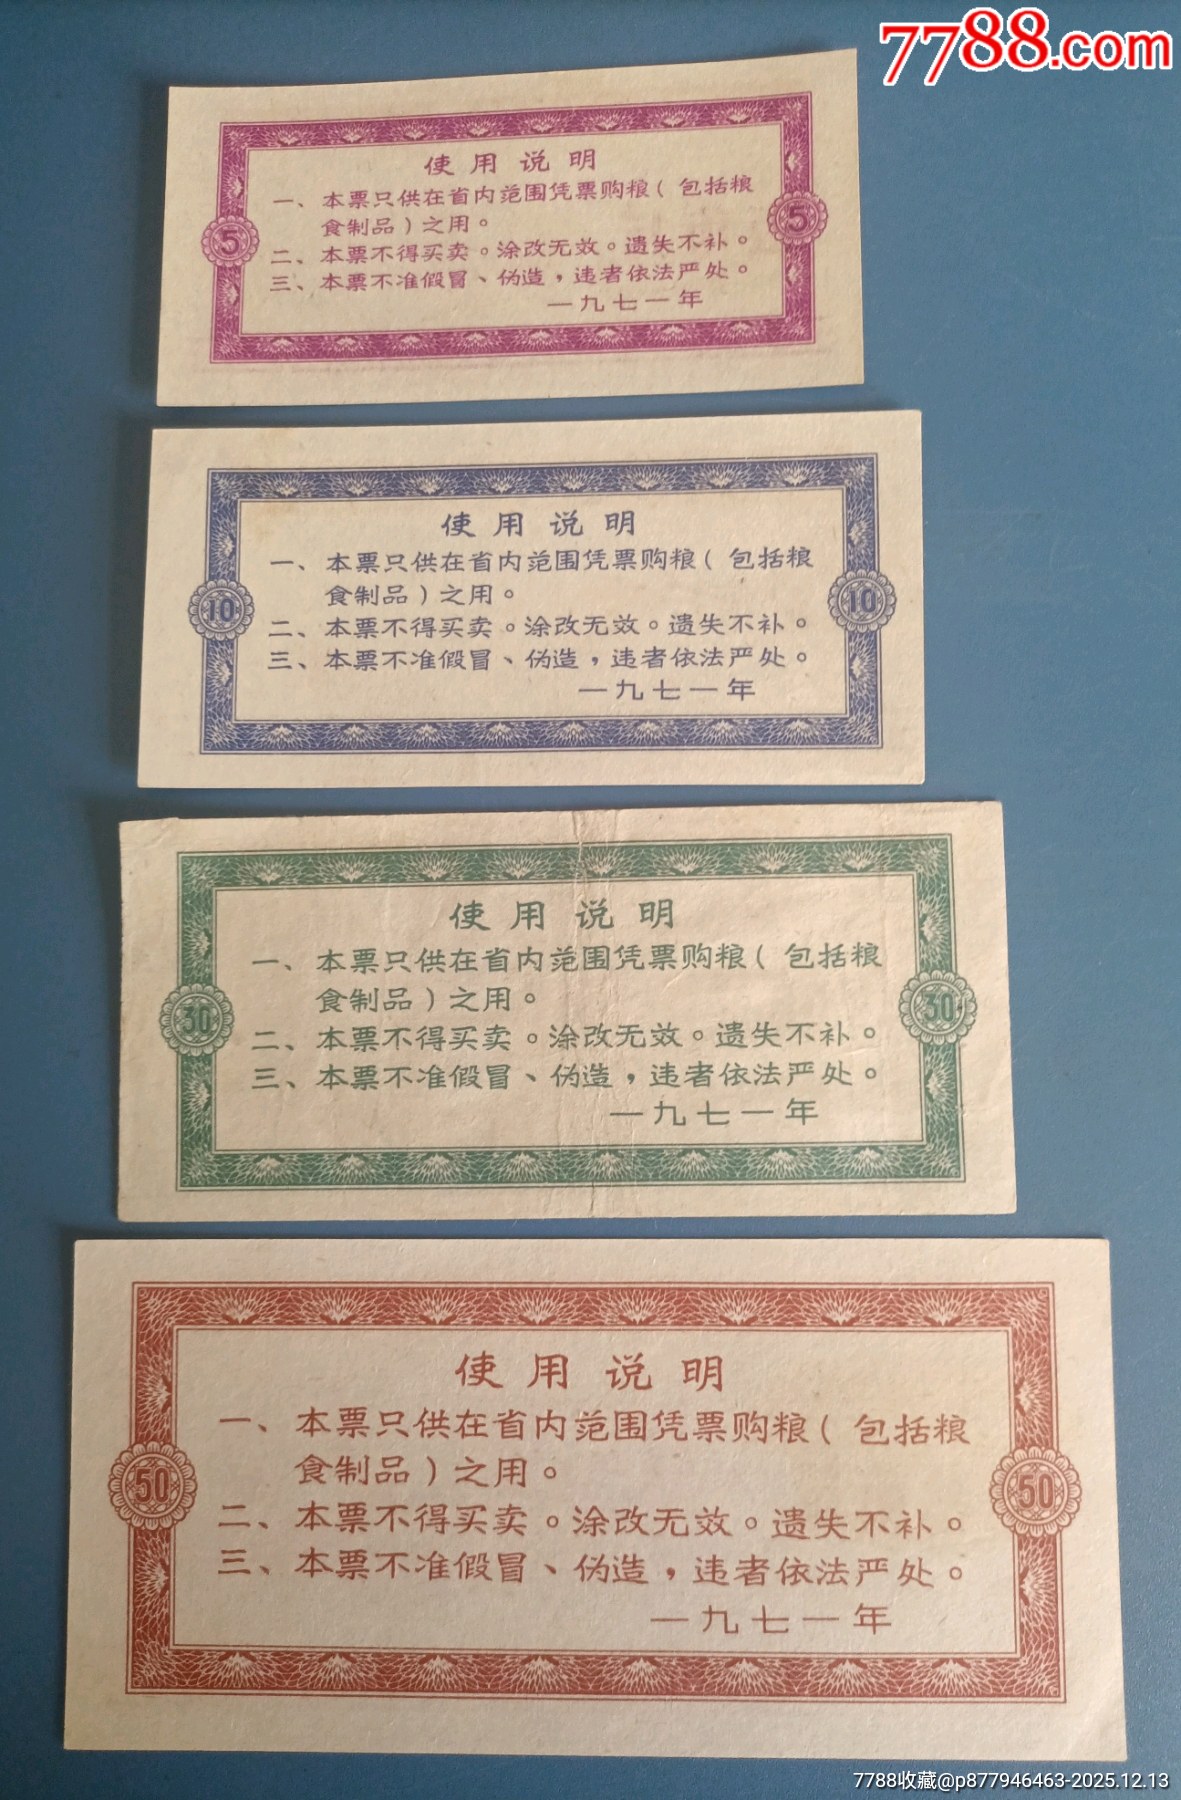 7788.com
使用说明
一、本票只供在省内范围凭票购粮(包括粮
食制品)之用。
二、本票不得买卖。涂改无效。遗失不补。
三、本票不准假冒、伪造，违者依法严处。
一九七一年
5
5
使用说明
一、本票只供在省内范围凭票购粮(包括粮
食制品)之用。
二、本票不得买卖。涂改无效。遗失不补。
三、本票不准假冒、伪造，违者依法严处。
一九七一年
10
10
使用说明
一、本票只供在省内范围凭票购粮(包括粮
食制品)之用。
二、本票不得买卖。涂改无效。遗失不补。
三、本票不准假冒、伪造，违者依法严处。
一九七一年
30
30
使用说明
一、本票只供在省内范围凭票购粮(包括粮
食制品)之用。
二、本票不得买卖。涂改无效。遗失不补。
三、本票不准假冒、伪造，违者依法严处。
一九七一年
50
50
7788收藏@p877946463-2025.12.13